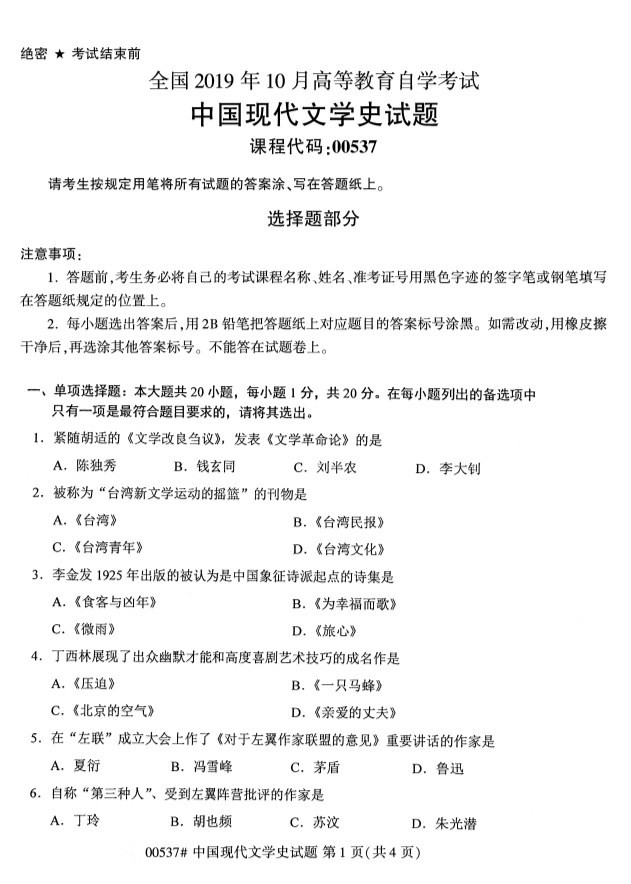 绝密 ★ 考试结束前
全国 2019 年 10 月高等教育自学考试
中国现代文学史试题
课程代码:00537
请考生按规定用笔将所有试题的答案涂、写在答题纸上。
选择题部分
注意事项:
1. 答题前,考生务必将自己的考试课程名称、姓名、准考证号用黑色字迹的签字笔或钢笔填写
在答题纸规定的位置上。
2. 每小题选出答案后,用 2B 铅笔把答题纸上对应题目的答案标号涂黑。如需改动,用橡皮擦
干净后,再选涂其他答案标号。不能答在试题卷上。
一、单项选择题：本大题共 20 小题，每小题 1 分，共 20 分。在每小题列出的备选项中
只有一项是最符合题目要求的，请将其选出。
1．紧随胡适的《文学改良刍议》，发表《文学革命论》的是
A．陈独秀 B．钱玄同 C．刘半农 D．李大钊
2．被称为“台湾新文学运动的摇篮”的刊物是
A．《台湾》 B．《台湾民报》
C．《台湾青年》 D．《台湾文化》
3．李金发 1925 年出版的被认为是中国象征诗派起点的诗集是
A．《食客与凶年》 B．《为幸福而歌》
C．《微雨》 D．《旅心》
4．丁西林展现了出众幽默才能和高度喜剧艺术技巧的成名作是
A．《压迫》 B．《一只马蜂》
C．《北京的空气》 D．《亲爱的丈夫》
5．在“左联”成立大会上作了《对于左翼作家联盟的意见》重要讲话的作家是
A．夏衍 B．冯雪峰 C．茅盾 D．鲁迅
6．自称“第三种人”、受到左翼阵营批评的作家是
A．丁玲 B．胡也频 C．苏汶 D．朱光潜
00537# 中国现代文学史试题 第 1 页(共 4 页)